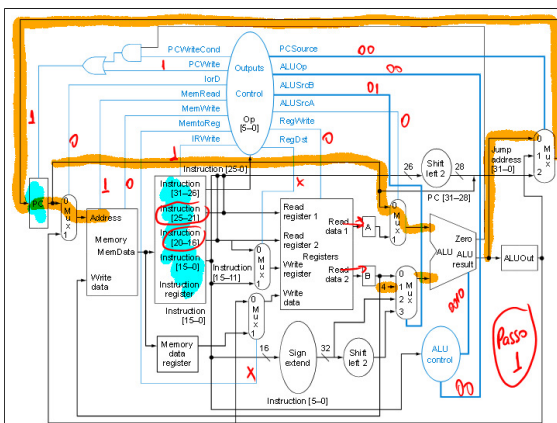 PCWriteCond
PCWrite
IorD
MemRead
MemWrite
MemtoReg
IRWrite
Outputs
Control
Op
[5–0]
PCSource
ALUOp
ALUSrcB
ALUSrcA
RegWrite
RegDst
00
00
01
0
0
x
1
1
0
1
0
1
Instruction [25-0]
26
Shift
left 2
28
Jump
address
[31–0]
PC [31–28]
0
1
2
M
u
x
PC
0
M
u
x
1
Address
Memory
MemData
Write
data
Instruction
[31–26]
Instruction
[25–21]
Instruction
[20–16]
Instruction
[15–0]
Instruction
register
Instruction
[15–0]
Memory
data
register
Instruction
[15–11]
0
M
u
x
1
0
M
u
x
1
x
Read
register 1
Read
register 2
Registers
Write
register
Write
data
Read
data 1
Read
data 2
A
B
4
0
M
u
x
1
0
1
M
u
2
x
3
Zero
ALU
ALU
result
ALUOut
16
Sign
extend
32
Shift
left 2
ALU
control
00
Instruction [5–0]
Passo
1